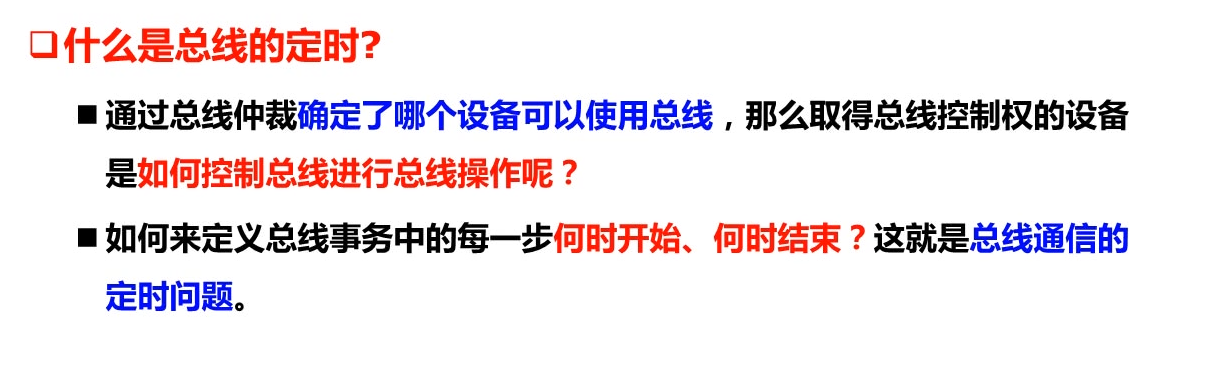 ❑什么是总线的定时?
■ 通过总线仲裁确定了哪个设备可以使用总线，那么取得总线控制权的设备
是如何控制总线进行总线操作呢？
■ 如何来定义总线事务中的每一步何时开始、何时结束？这就是总线通信的
定时问题。